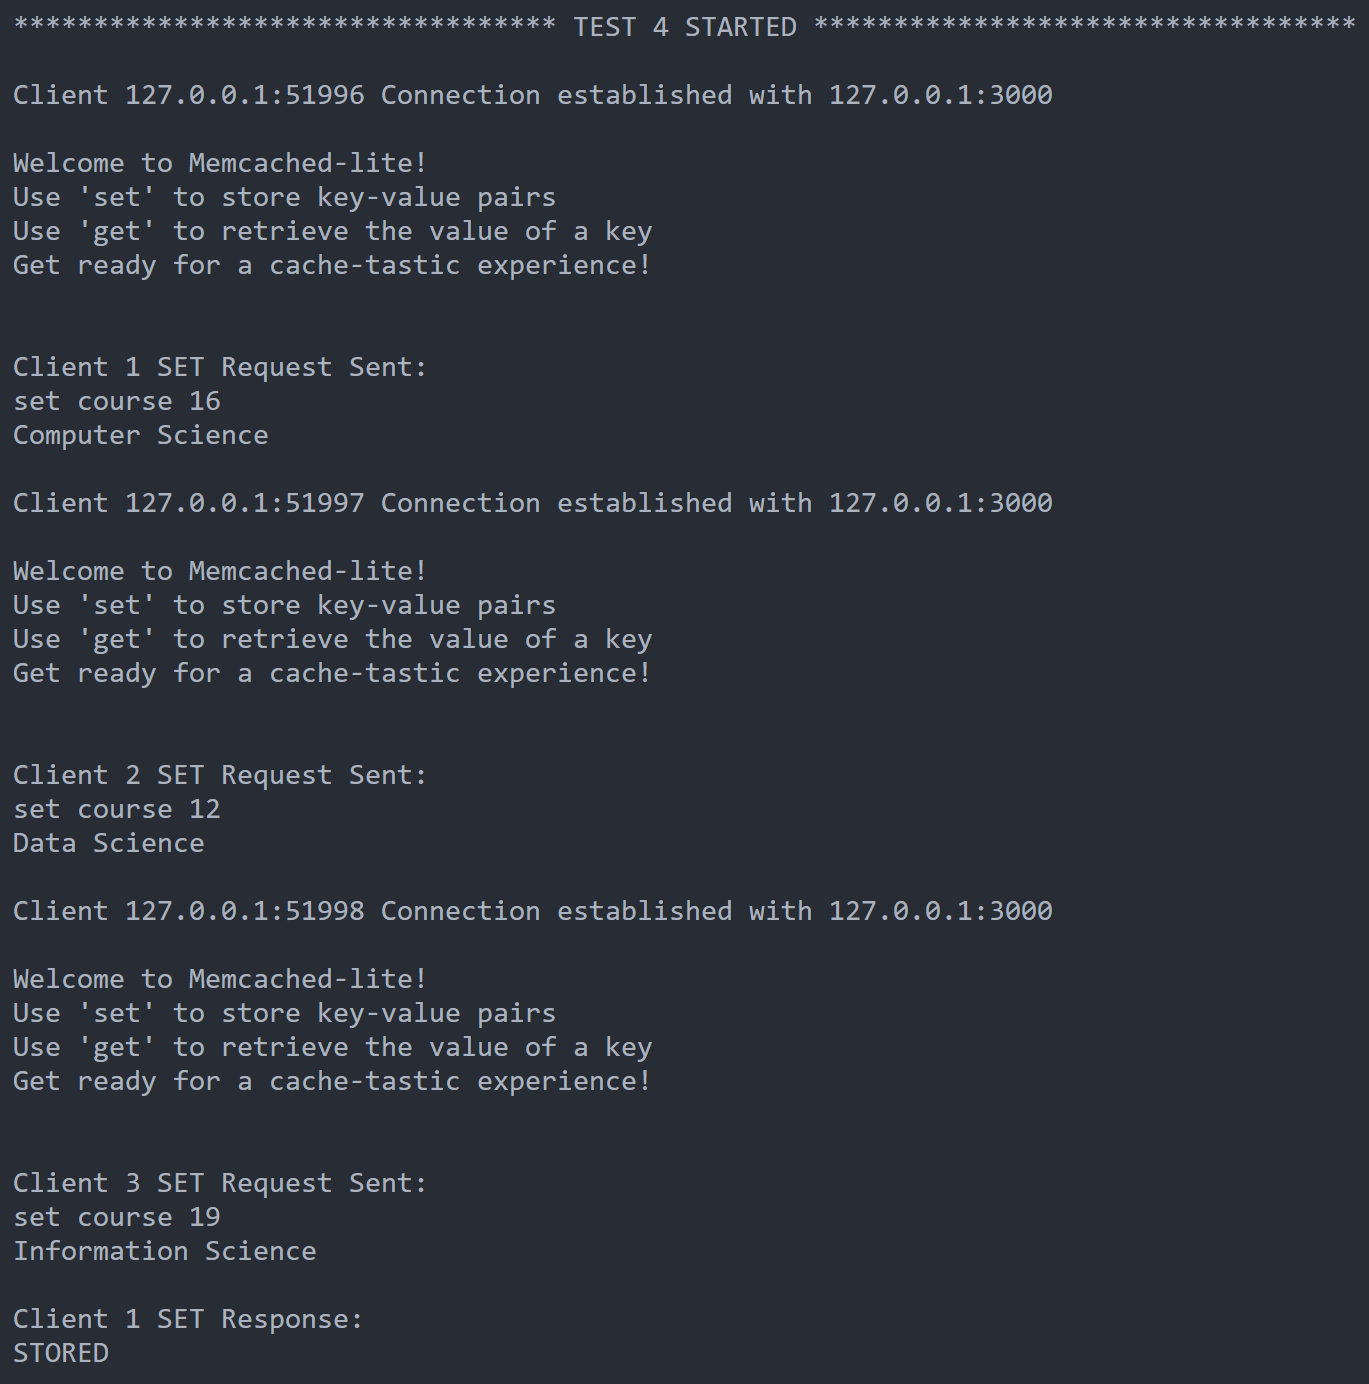 ********************************** TEST 4 STARTED **********************************
Client 127.0.0.1:51996 Connection established with 127.0.0.1:3000
Welcome to Memcached-lite!
Use 'set' to store key-value pairs
Use 'get' to retrieve the value of a key
Get ready for a cache-tastic experience!
Client 1 SET Request Sent:
set course 16
Computer Science
Client 127.0.0.1:51997 Connection established with 127.0.0.1:3000
Welcome to Memcached-lite!
Use 'set' to store key-value pairs
Use 'get' to retrieve the value of a key
Get ready for a cache-tastic experience!
Client 2 SET Request Sent:
set course 12
Data Science
Client 127.0.0.1:51998 Connection established with 127.0.0.1:3000
Welcome to Memcached-lite!
Use 'set' to store key-value pairs
Use 'get' to retrieve the value of a key
Get ready for a cache-tastic experience!
Client 3 SET Request Sent:
set course 19
Information Science
Client 1 SET Response:
STORED